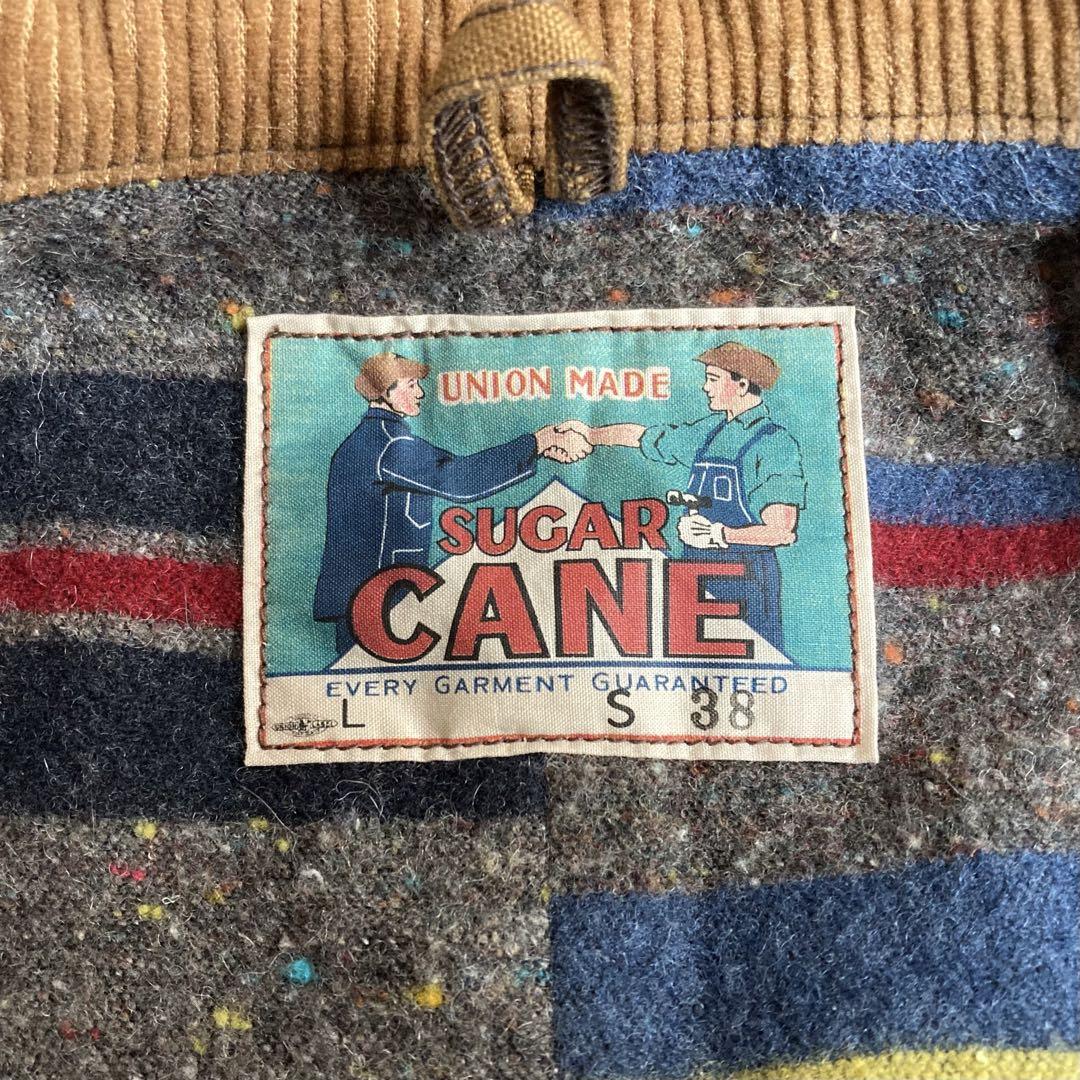 UNION MADE
SUGAR
CANE
EVERY GARMENT GUARANTEED
L S 38